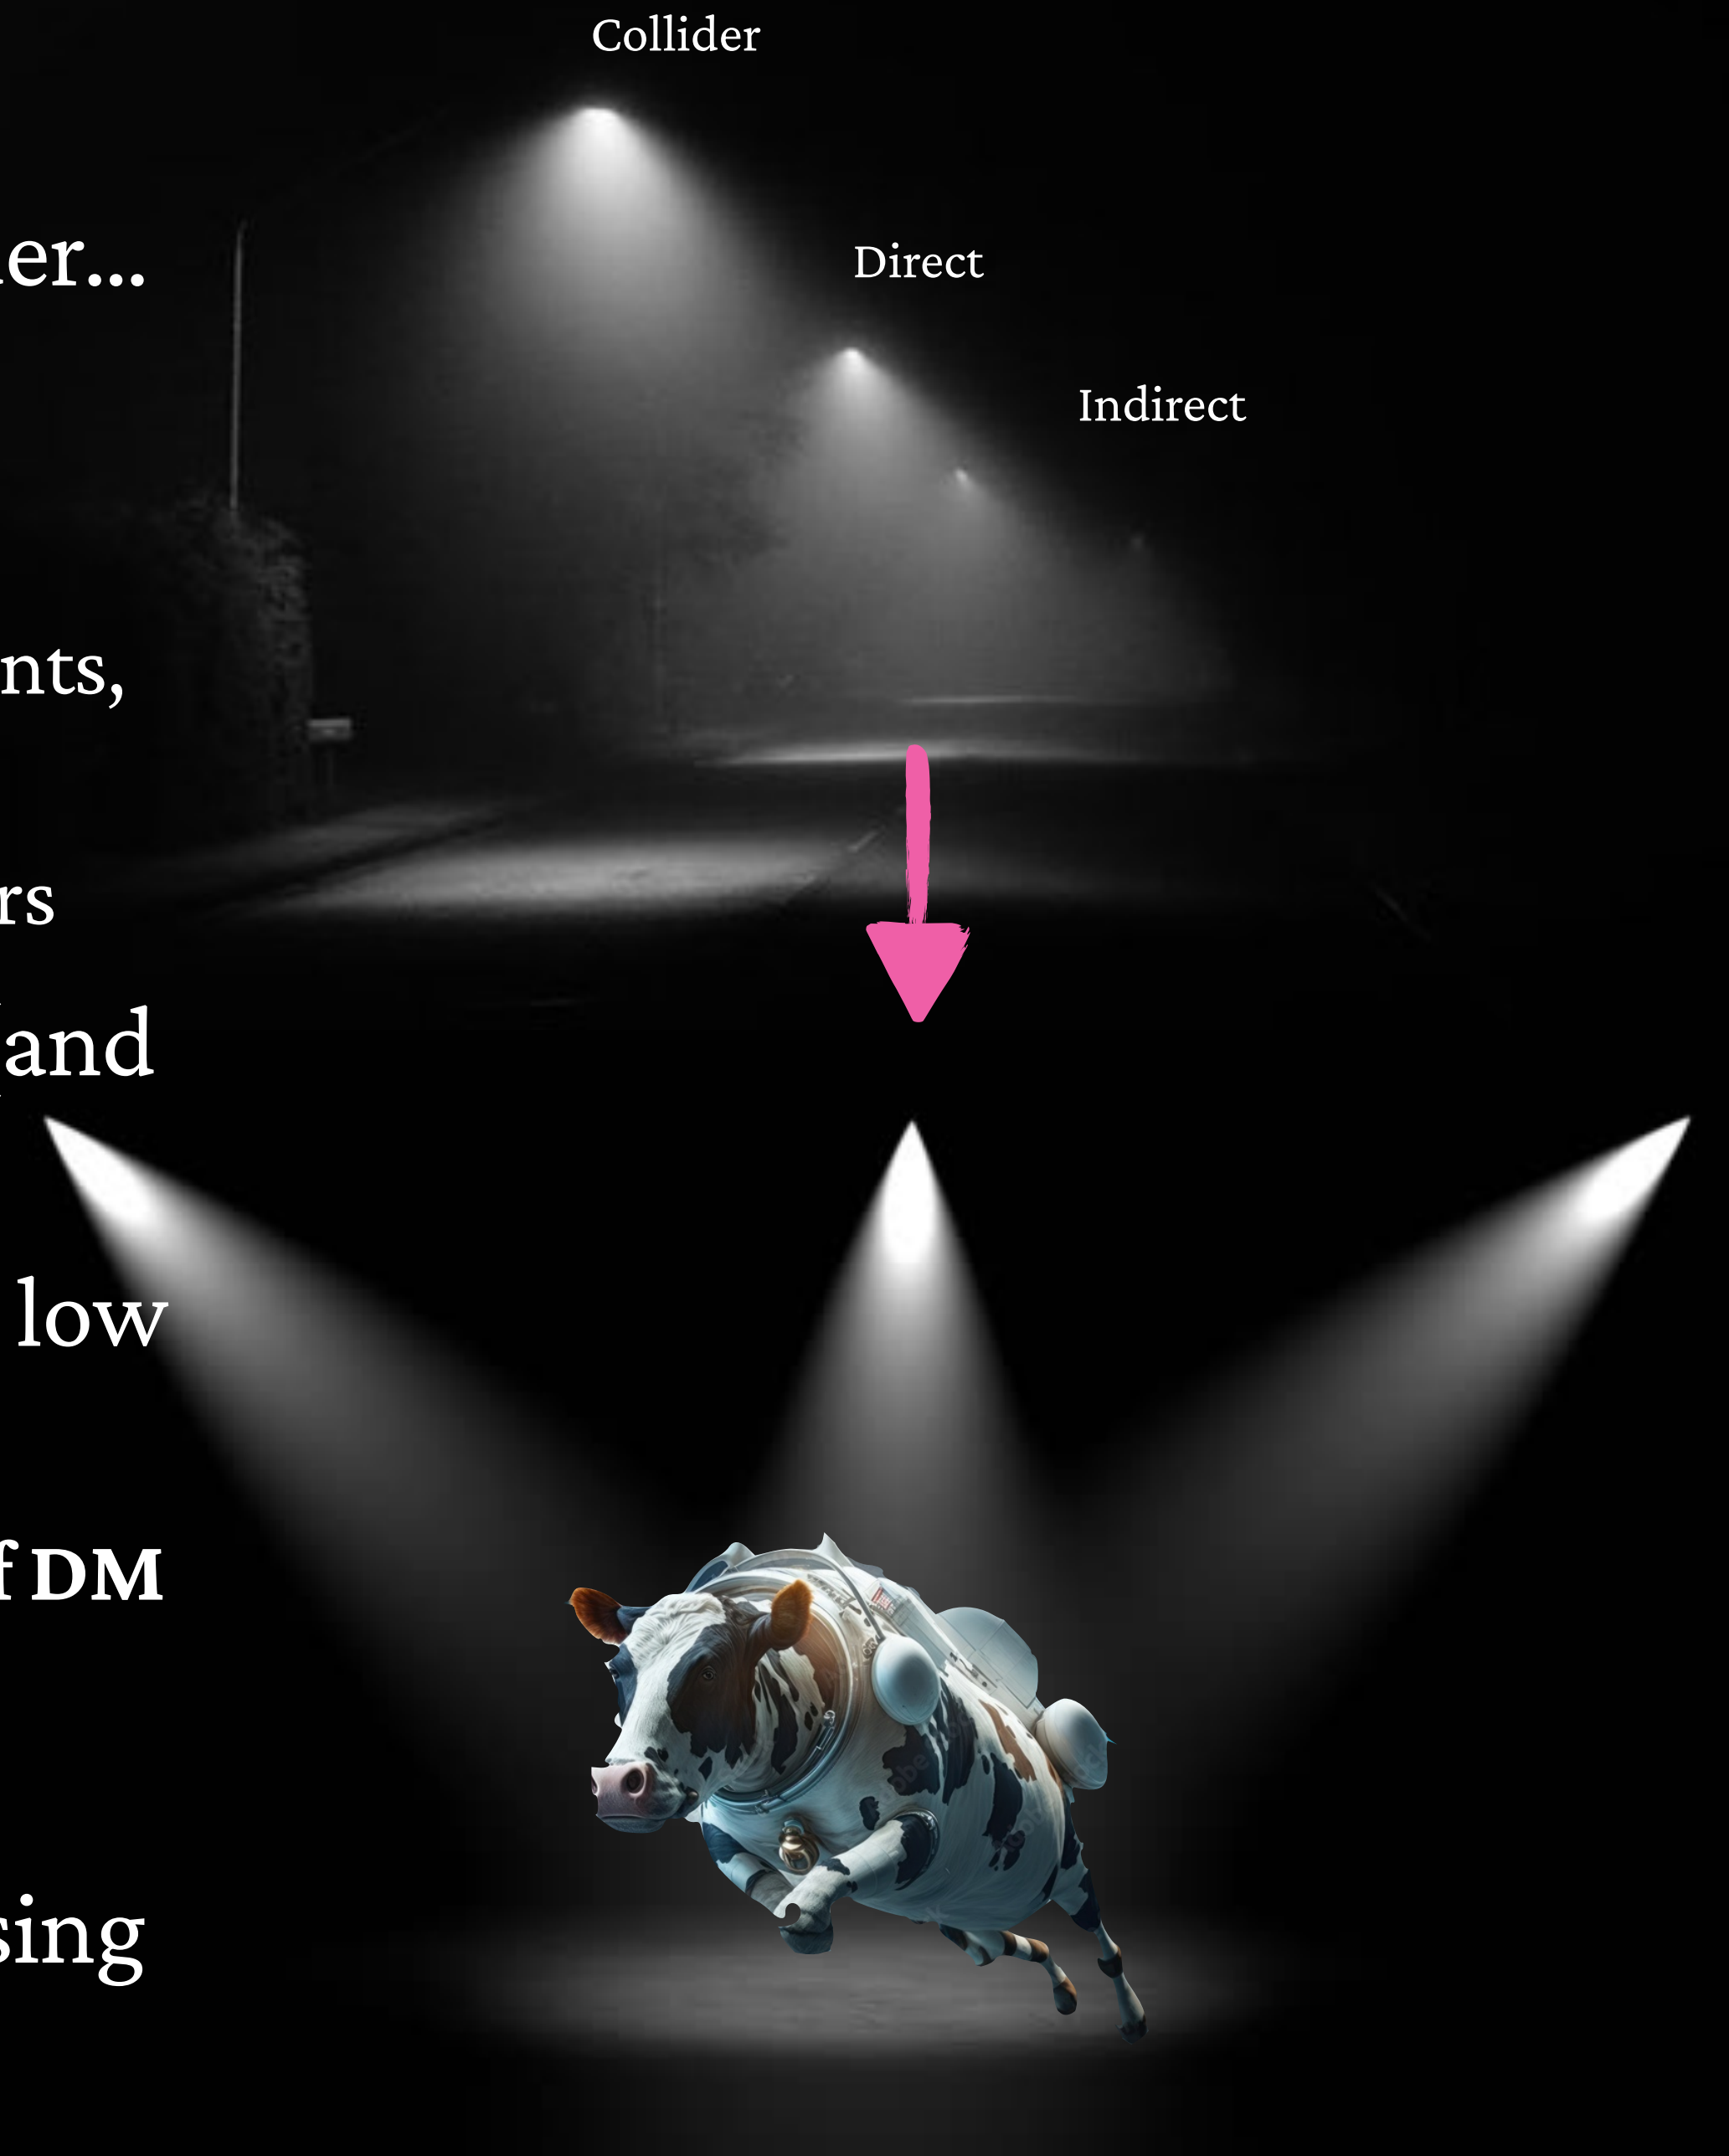 Collider
er...
Direct
Indirect
nts,
rs
and
low
f DM
sing